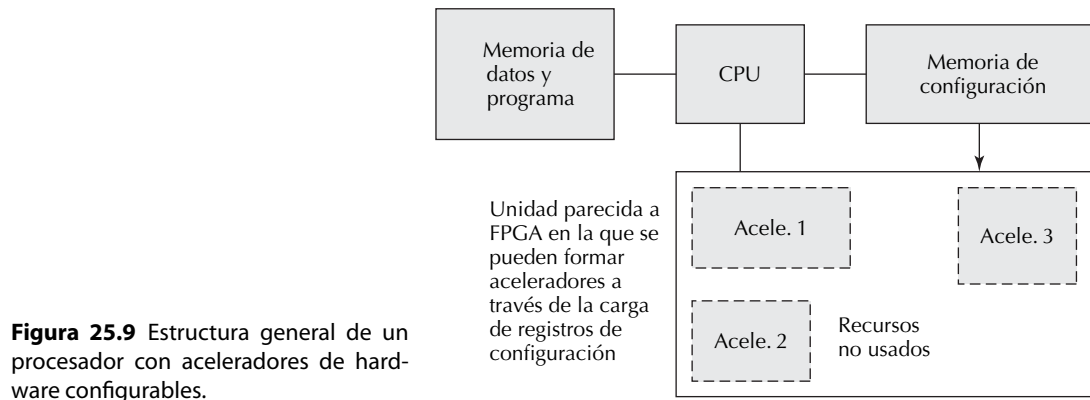 Memoria de
datos y
programa
CPU
Memoria de
configuración
Unidad parecida a
FPGA en la que se
pueden formar
aceleradores a
través de la carga
de registros de
configuración
Acele. 1
Acele. 3
Acele. 2
Recursos
no usados
Figura 25.9 Estructura general de un
procesador con aceleradores de hard-
ware configurables.